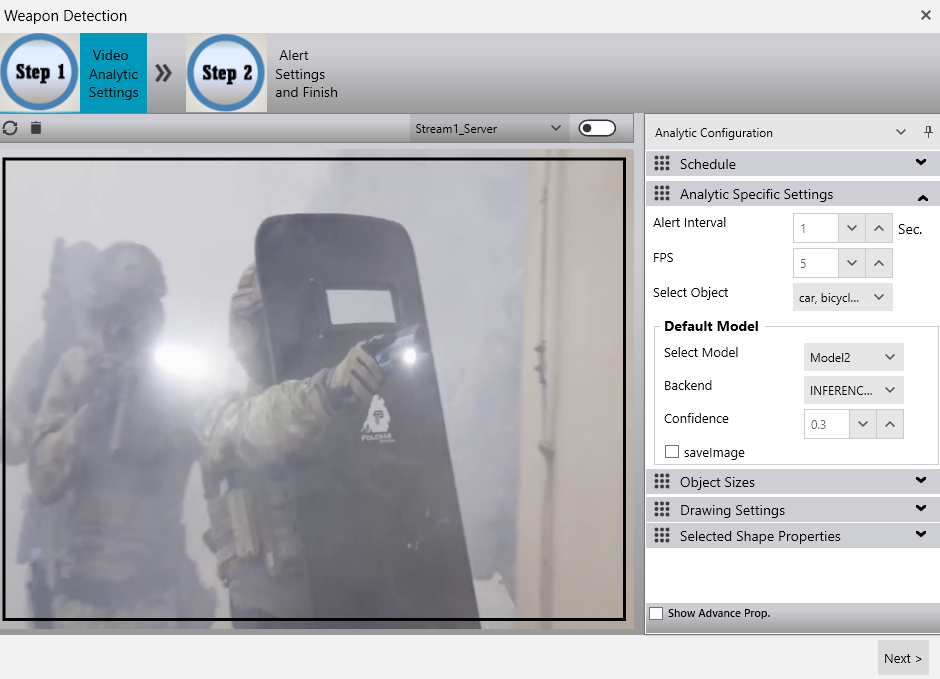 Weapon Detection
Step 1
Video
Analytic
Settings
Step 2
Alert
Settings
and Finish
Stream1_Server
Analytic Configuration
Schedule
Analytic Specific Settings
Alert Interval
1
Sec.
FPS
5
Select Object
car, bicycl...
Default Model
Select Model
Model2
Backend
INFERENC...
Confidence
0.3
saveImage
Object Sizes
Drawing Settings
Selected Shape Properties
Show Advance Prop.
POLENAR
Next >